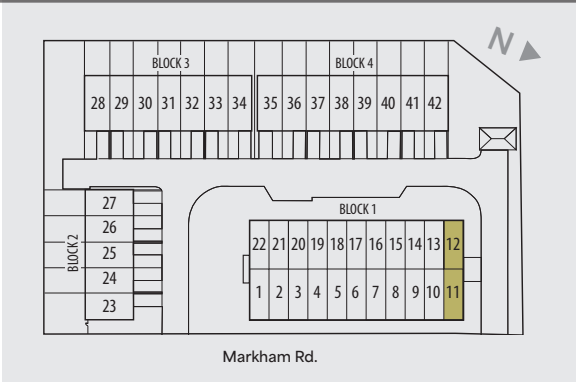 N
BLOCK 3 BLOCK 4
28 29 30 31 32 33 34 35 36 37 38 39 40 41 42
BLOCK 2
27
26
25
24
23
BLOCK 1
22 21 20 19 18 17 16 15 14 13 12
1 2 3 4 5 6 7 8 9 10 11
Markham Rd.